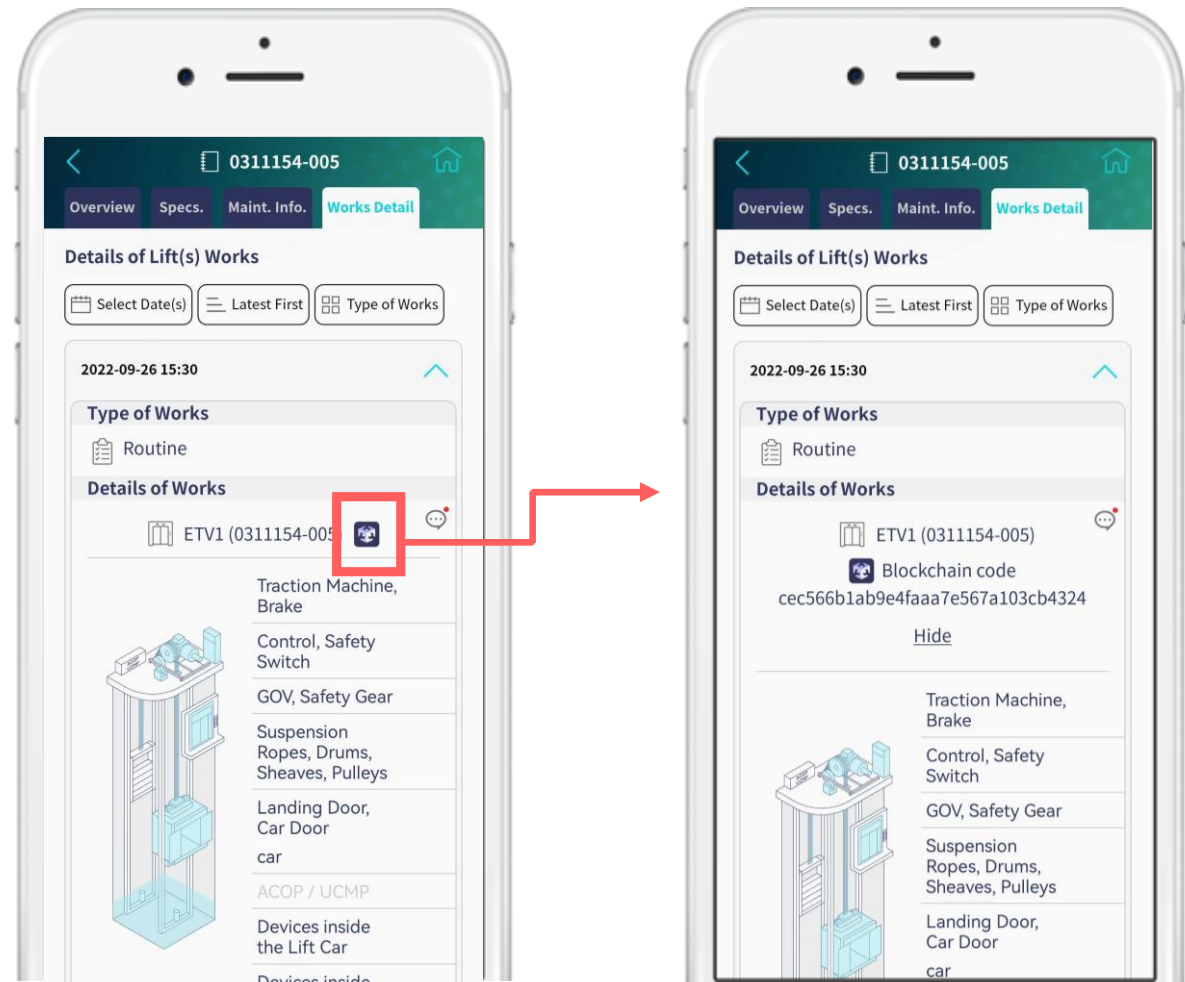 0311154-005
Overview
Specs.
Maint. Info.
Works Detail
Details of Lift(s) Works
Select Date(s)
Latest First
Type of Works
2022-09-26 15:30
Type of Works
Routine
Details of Works
ETV1 (0311154-005
Traction Machine,
Brake
Control, Safety
Switch
GOV, Safety Gear
Suspension
Ropes, Drums,
Sheaves, Pulleys
Landing Door,
Car Door
car
ACOP / UCMP
Devices inside
the Lift Car
Devices inside
0311154-005
Overview
Specs.
Maint. Info.
Works Detail
Details of Lift(s) Works
Select Date(s)
Latest First
Type of Works
2022-09-26 15:30
Type of Works
Routine
Details of Works
ETV1 (0311154-005)
Blockchain code
cec566b1ab9e4faaa7e567a103cb4324
Hide
Traction Machine,
Brake
Control, Safety
Switch
GOV, Safety Gear
Suspension
Ropes, Drums,
Sheaves, Pulleys
Landing Door,
Car Door
car